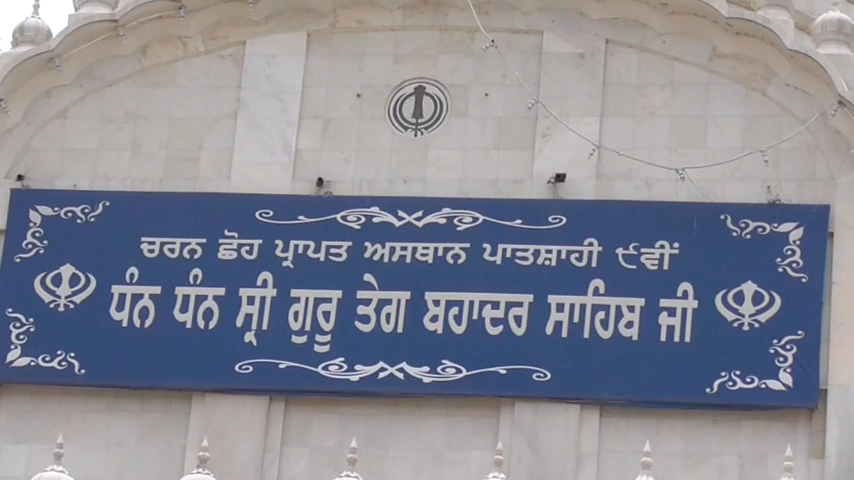 ਚਰਨ ਛੋਹ ਪ੍ਰਾਪਤ ਅਸਥਾਨ ਪਾਤਸ਼ਾਹੀ ੯ਵੀਂ
ਧੰਨ ਧੰਨ ਸ੍ਰੀ ਗੁਰੂ ਤੇਗ ਬਹਾਦਰ ਸਾਹਿਬ ਜੀ